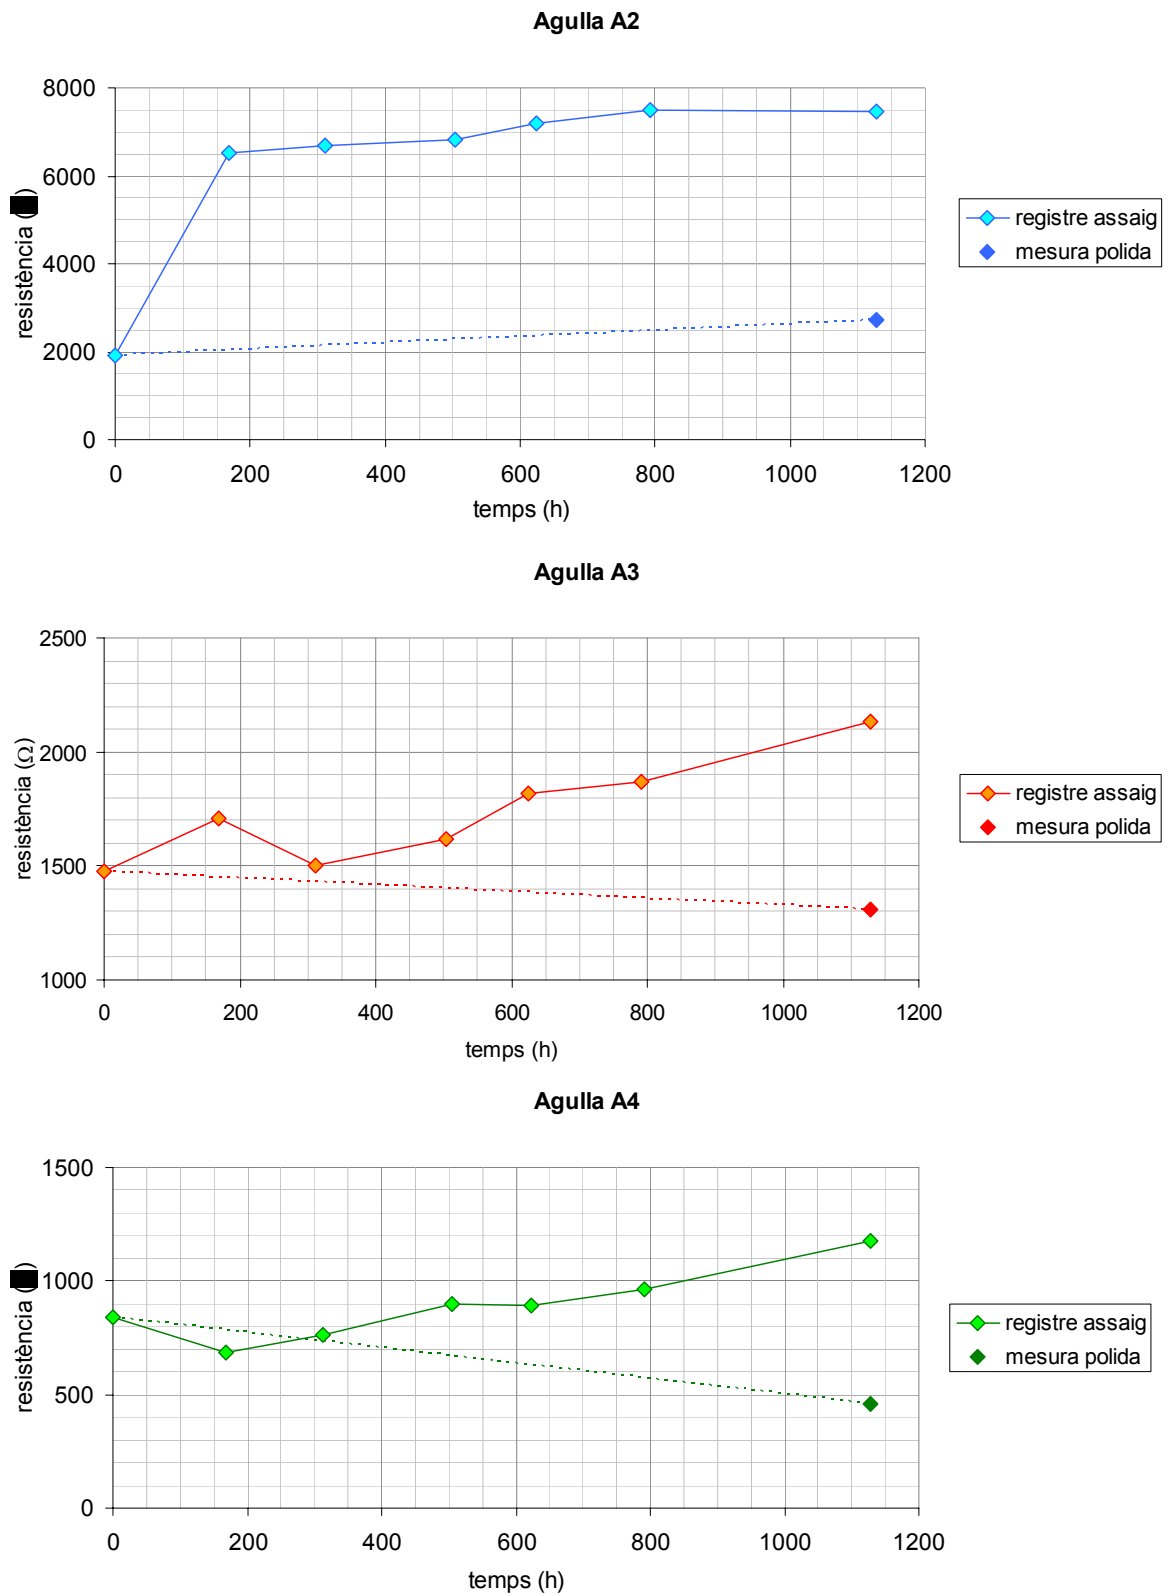 Agulla A2
8000
6000
4000
2000
0
resistència ( )
0 200 400 600 800 1000 1200
temps (h)
registre assaig
mesura polida
Agulla A3
2500
2000
1500
1000
resistència (Ω)
0 200 400 600 800 1000 1200
temps (h)
registre assaig
mesura polida
Agulla A4
1500
1000
500
0
resistència ( )
0 200 400 600 800 1000 1200
temps (h)
registre assaig
mesura polida